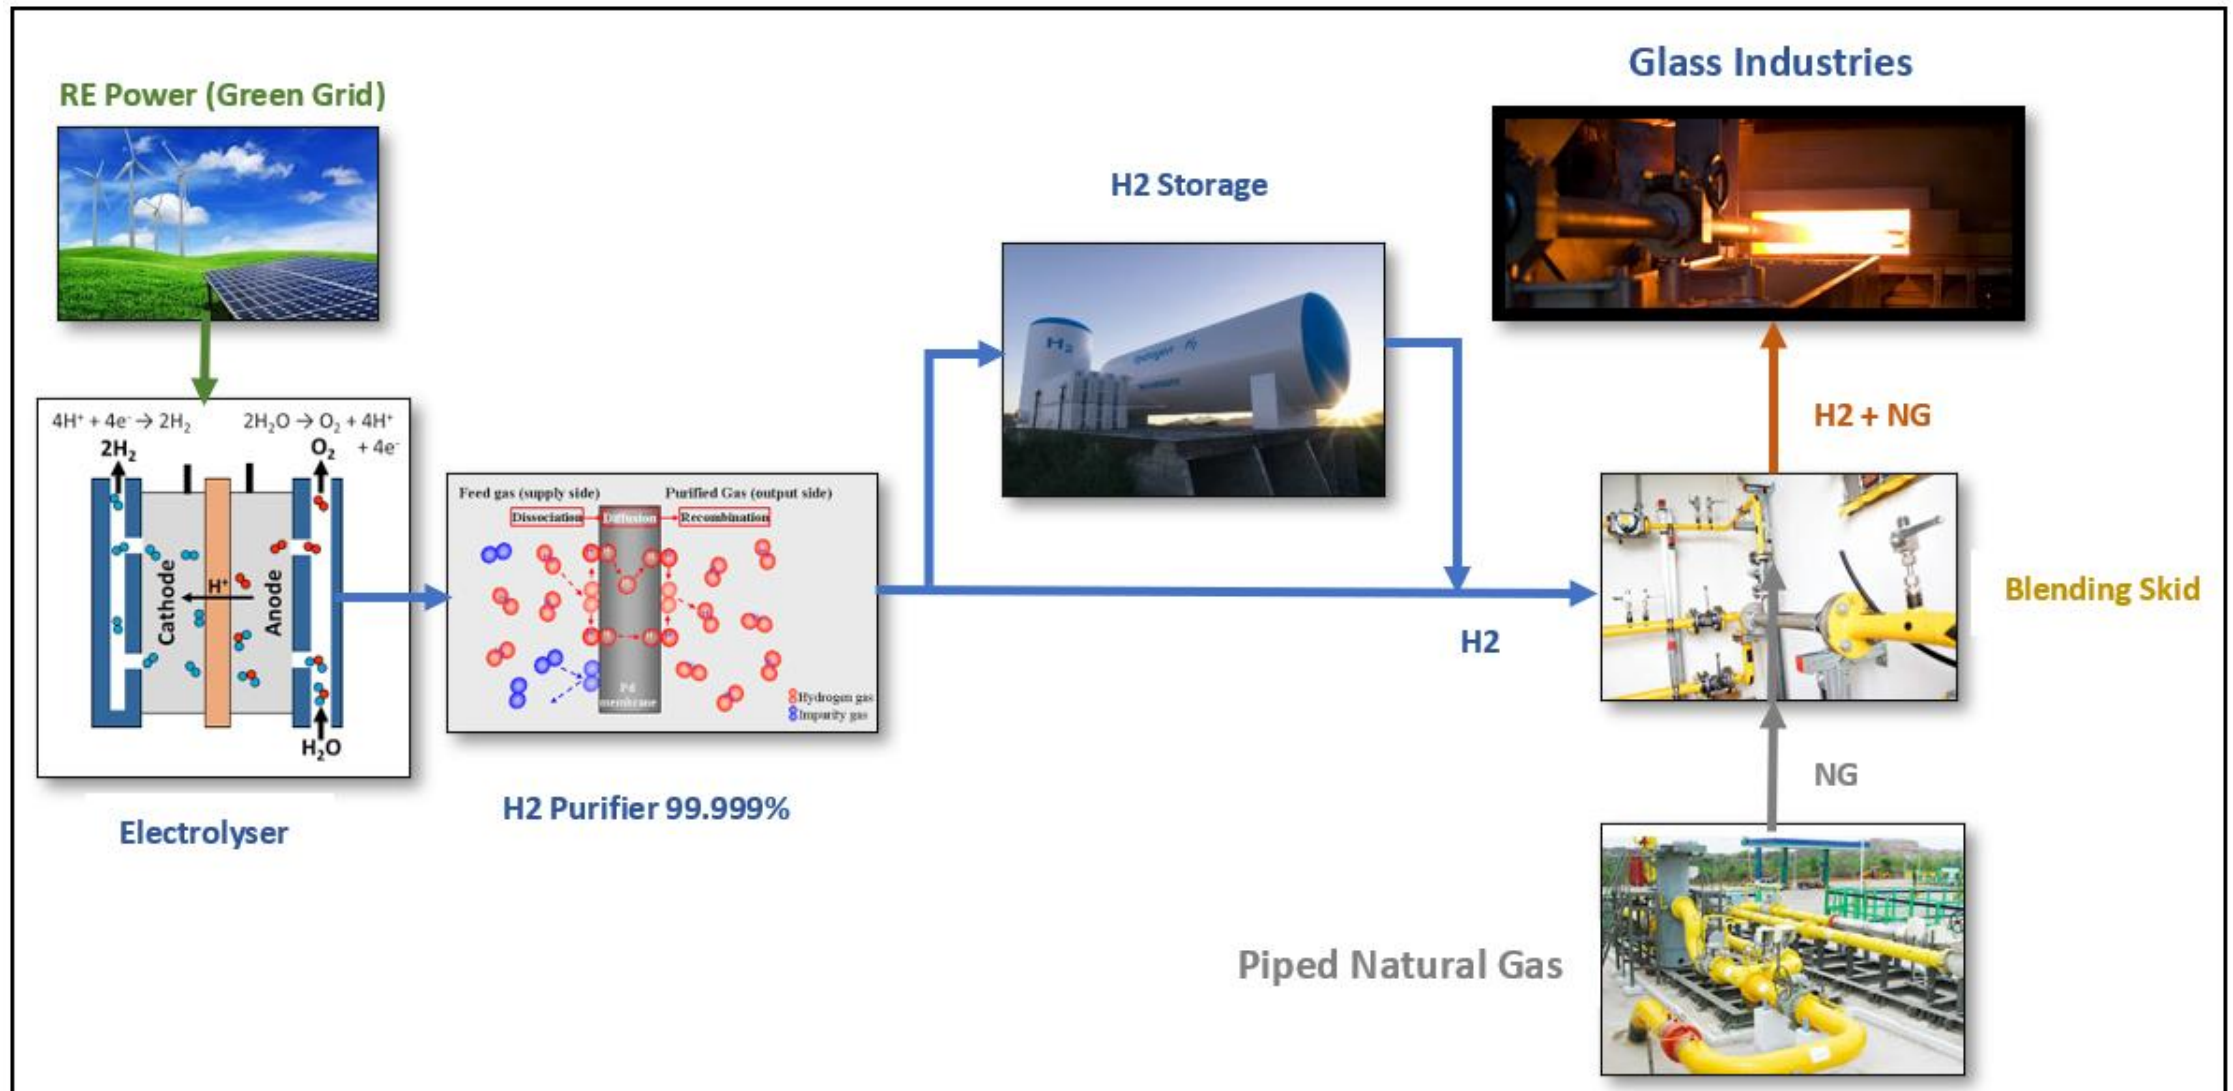 RE Power (Green Grid)
4H⁺ + 4e⁻ → 2H₂
2H₂O → O₂ + 4H⁺
+ 4e⁻
2H₂
O₂
Cathode
H⁺
Anode
H₂O
Electrolyser
Feed gas (supply side)
Purified Gas (output side)
Dissociation
Diffusion
Recombination
Pd
membrane
Hydrogen gas
Impurity gas
H2 Purifier 99.999%
H2 Storage
H₂
H2
Glass Industries
H2 + NG
Blending Skid
NG
Piped Natural Gas